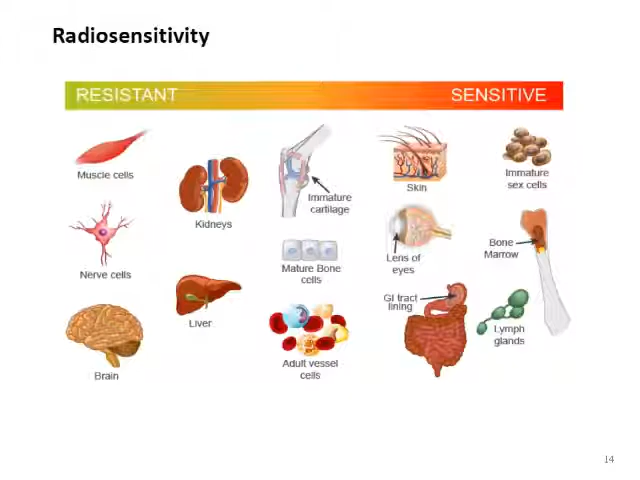 Radiosensitivity
RESISTANT
SENSITIVE
Muscle cells
Nerve cells
Brain
Kidneys
Liver
Immature
cartilage
Mature Bone
cells
Adult vessel
cells
Skin
Lens of
eyes
GI tract
lining
Immature
sex cells
Bone
Marrow
Lymph
glands
14